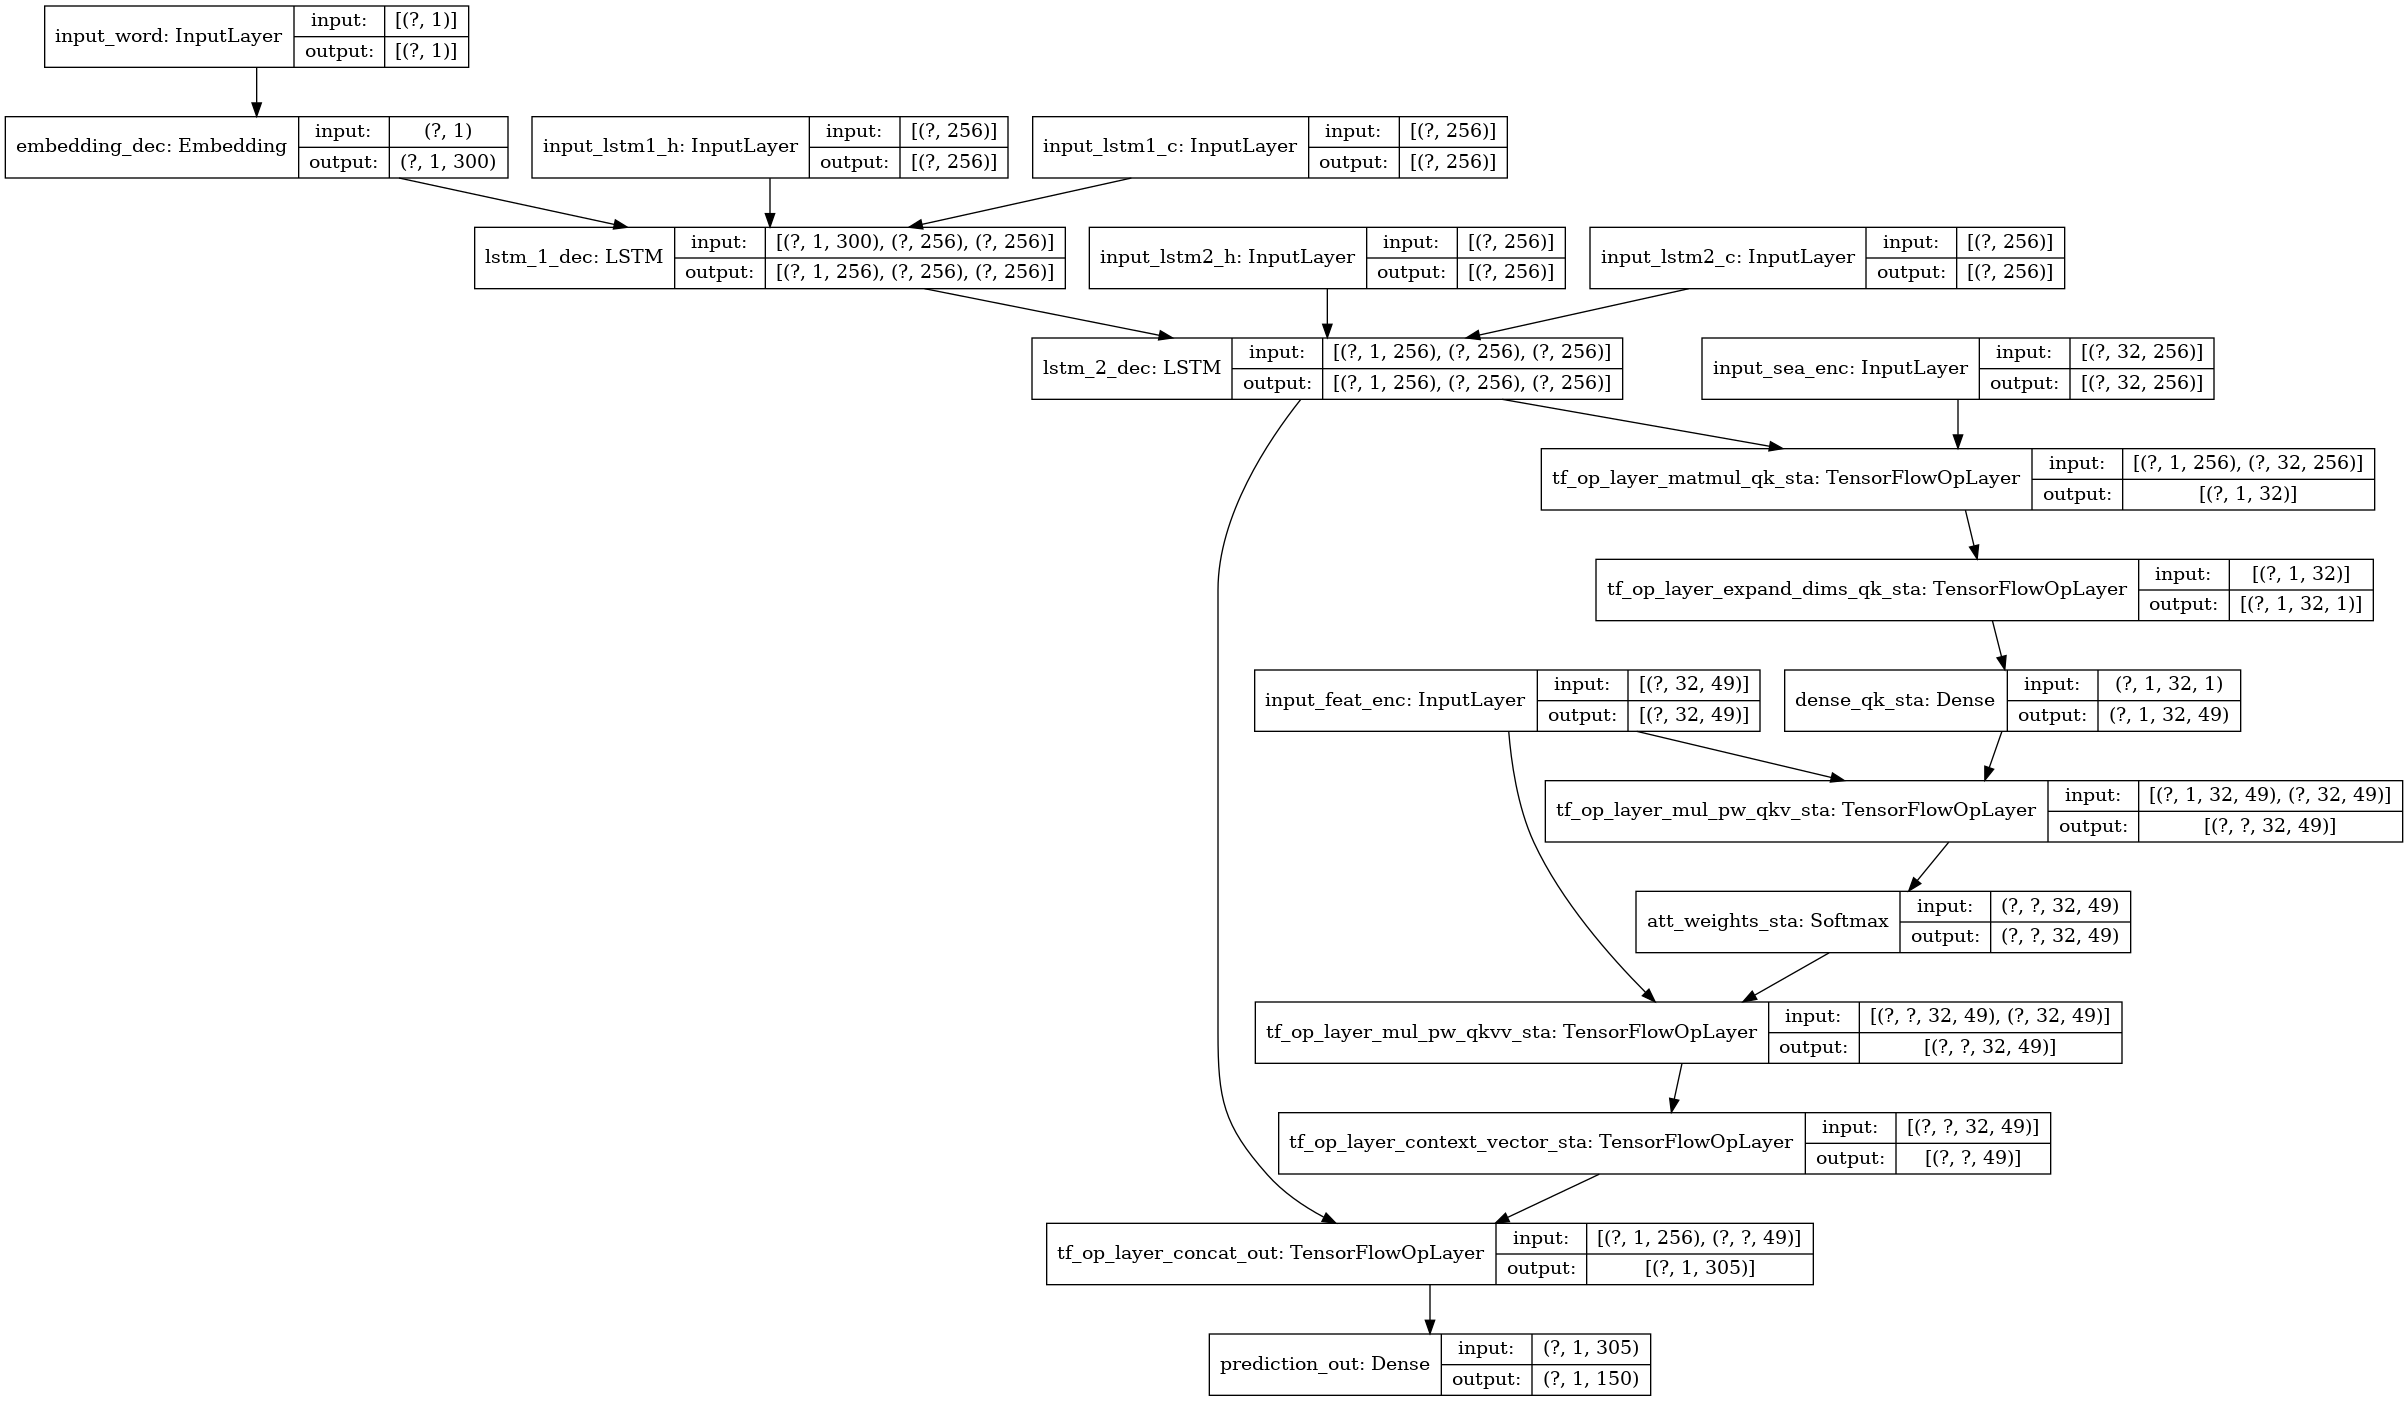 input_word: InputLayer
input:
[(?, 1)]
output:
[(?, 1)]
embedding_dec: Embedding
input:
(?, 1)
output:
(?, 1, 300)
input_lstm1_h: InputLayer
input:
[(?, 256)]
output:
[(?, 256)]
input_lstm1_c: InputLayer
input:
[(?, 256)]
output:
[(?, 256)]
lstm_1_dec: LSTM
input:
[(?, 1, 300), (?, 256), (?, 256)]
output:
[(?, 1, 256), (?, 256), (?, 256)]
input_lstm2_h: InputLayer
input:
[(?, 256)]
output:
[(?, 256)]
input_lstm2_c: InputLayer
input:
[(?, 256)]
output:
[(?, 256)]
lstm_2_dec: LSTM
input:
[(?, 1, 256), (?, 256), (?, 256)]
output:
[(?, 1, 256), (?, 256), (?, 256)]
input_sea_enc: InputLayer
input:
[(?, 32, 256)]
output:
[(?, 32, 256)]
tf_op_layer_matmul_qk_sta: TensorFlowOpLayer
input:
[(?, 1, 256), (?, 32, 256)]
output:
[(?, 1, 32)]
tf_op_layer_expand_dims_qk_sta: TensorFlowOpLayer
input:
[(?, 1, 32)]
output:
[(?, 1, 32, 1)]
input_feat_enc: InputLayer
input:
[(?, 32, 49)]
output:
[(?, 32, 49)]
dense_qk_sta: Dense
input:
(?, 1, 32, 1)
output:
(?, 1, 32, 49)
tf_op_layer_mul_pw_qkv_sta: TensorFlowOpLayer
input:
[(?, 1, 32, 49), (?, 32, 49)]
output:
[(?, ?, 32, 49)]
att_weights_sta: Softmax
input:
(?, ?, 32, 49)
output:
(?, ?, 32, 49)
tf_op_layer_mul_pw_qkvv_sta: TensorFlowOpLayer
input:
[(?, ?, 32, 49), (?, 32, 49)]
output:
[(?, ?, 32, 49)]
tf_op_layer_context_vector_sta: TensorFlowOpLayer
input:
[(?, ?, 32, 49)]
output:
[(?, ?, 49)]
tf_op_layer_concat_out: TensorFlowOpLayer
input:
[(?, 1, 256), (?, ?, 49)]
output:
[(?, 1, 305)]
prediction_out: Dense
input:
(?, 1, 305)
output:
(?, 1, 150)